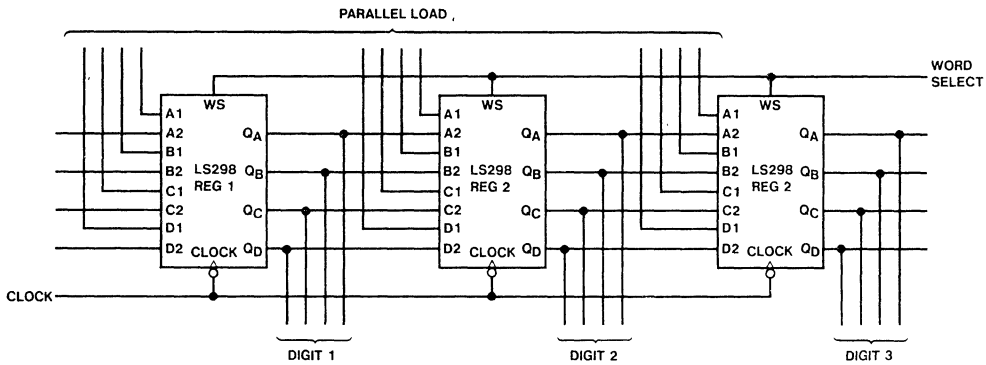 PARALLEL LOAD
WORD
SELECT
WS
A1
A2
B1
B2
C1
C2
D1
D2
LS298
REG 1
QA
QB
QC
QD
CLOCK
WS
A1
A2
B1
B2
C1
C2
D1
D2
LS298
REG 2
QA
QB
QC
QD
CLOCK
WS
A1
A2
B1
B2
C1
C2
D1
D2
LS298
REG 2
QA
QB
QC
QD
CLOCK
CLOCK
DIGIT 1
DIGIT 2
DIGIT 3